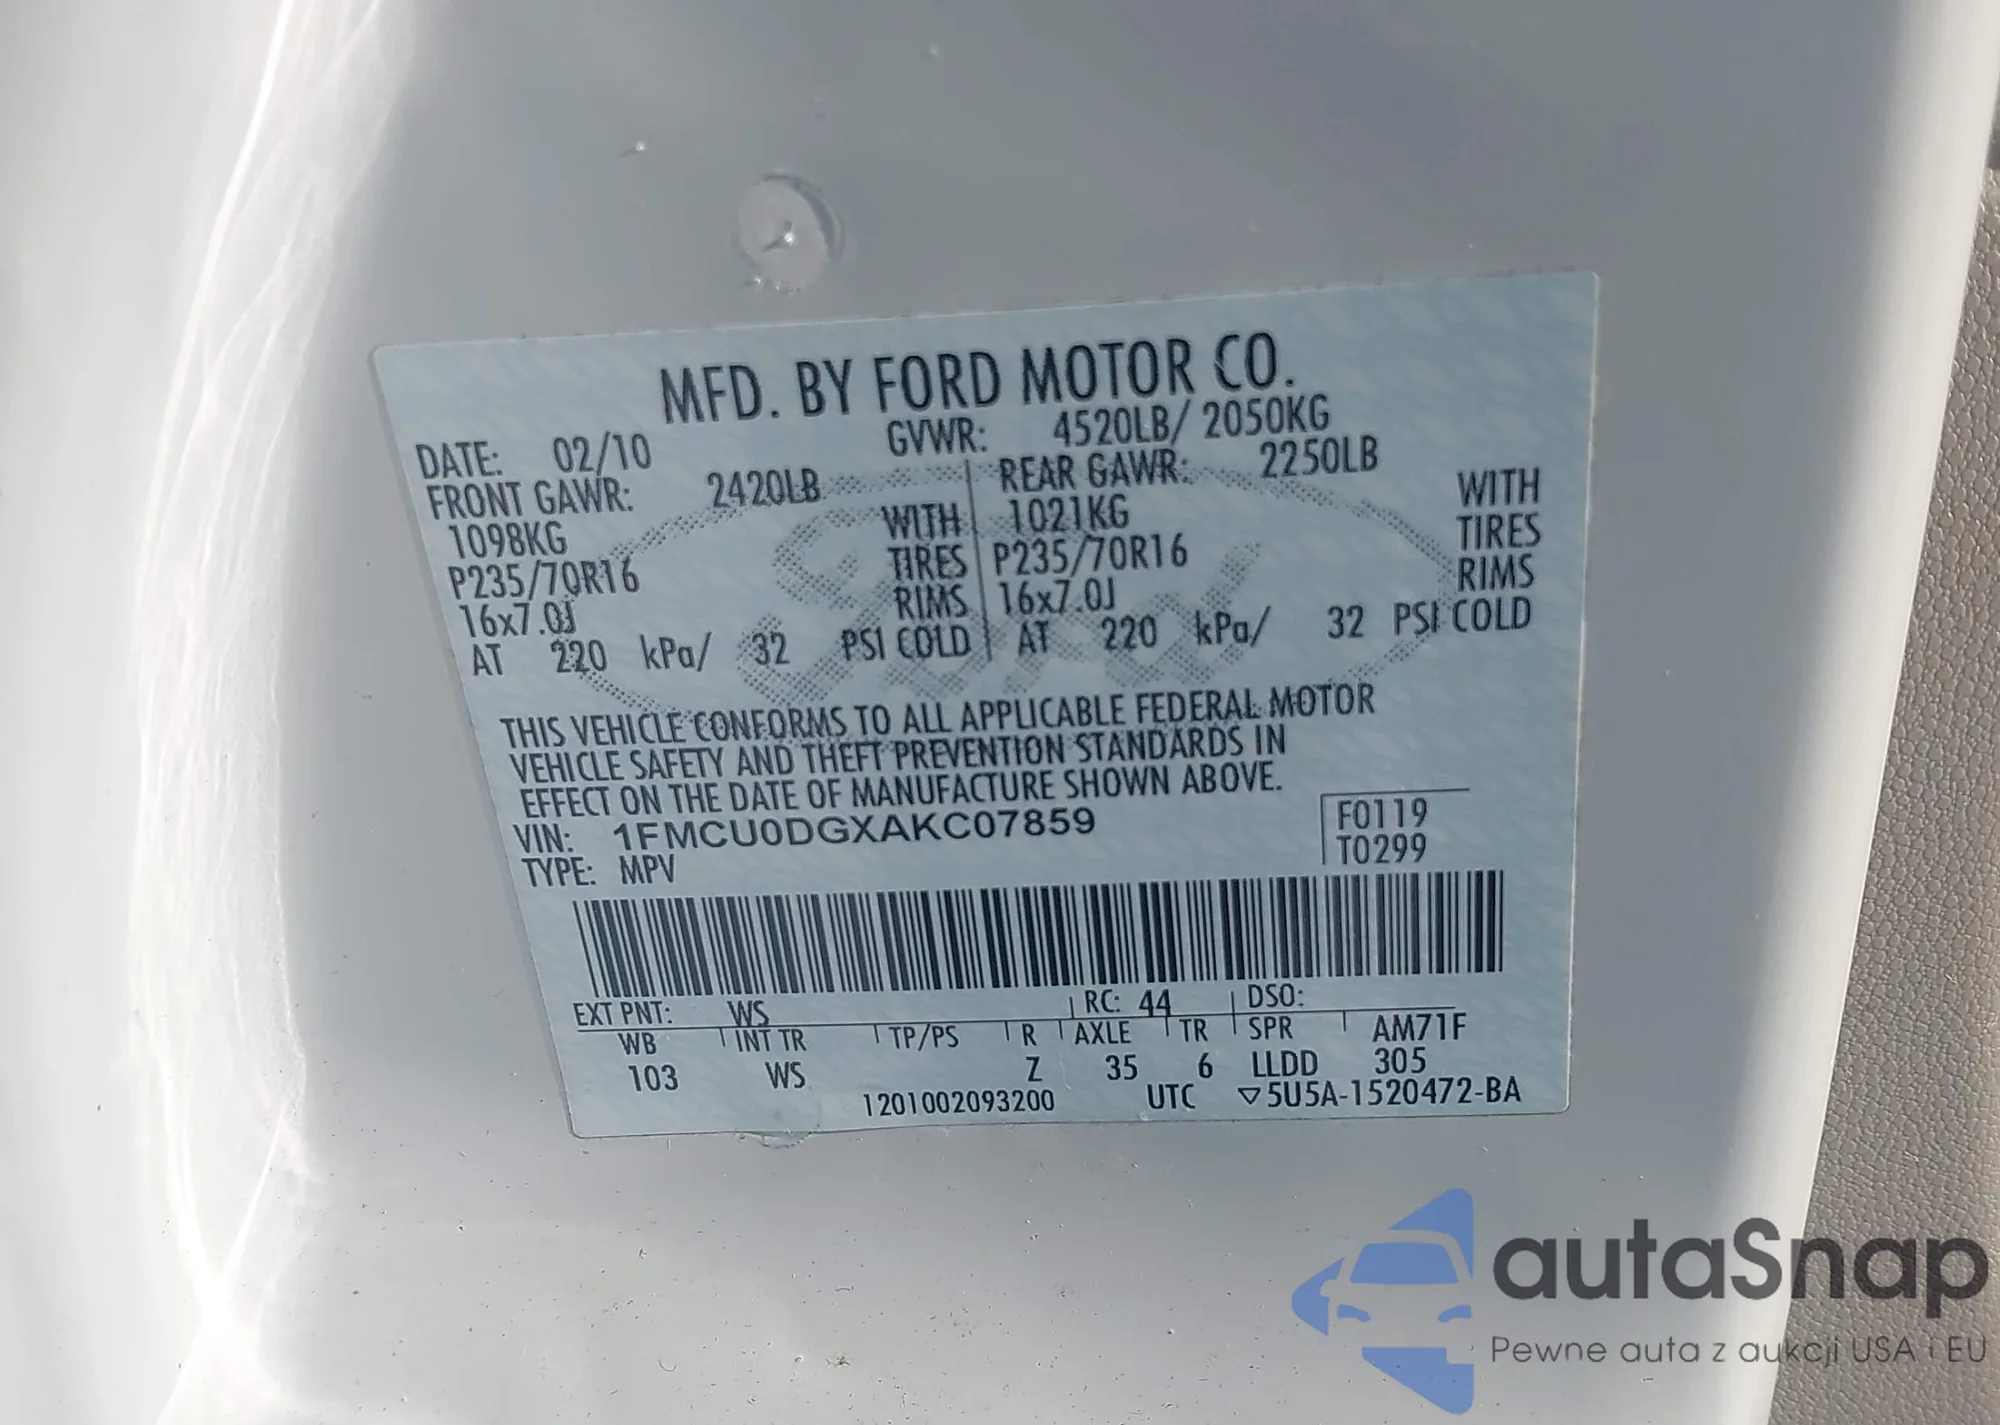 MFD. BY FORD MOTOR CO.
DATE: 02/10 GVWR: 4520LB/ 2050KG
FRONT GAWR: 2420LB REAR GAWR: 2250LB
1098KG WITH 1021KG WITH
P235/70R16 TIRES P235/70R16 TIRES
16x7.0J RIMS 16x7.0J RIMS
AT 220 kPa/ 32 PSI COLD AT 220 kPa/ 32 PSI COLD
THIS VEHICLE CONFORMS TO ALL APPLICABLE FEDERAL MOTOR
VEHICLE SAFETY AND THEFT PREVENTION STANDARDS IN
EFFECT ON THE DATE OF MANUFACTURE SHOWN ABOVE.
VIN: 1FMCU0DGXAKC07859 F0119
TYPE: MPV T0299
EXT PNT: WS RC: 44 DSO:
WB INT TR TP/PS R AXLE TR SPR AM71F
103 WS Z 35 6 LLDD 305
1201002093200 UTC ▽5U5A-1520472-BA
Ford
autaSnap
Pewne auta z aukcji USA i EU